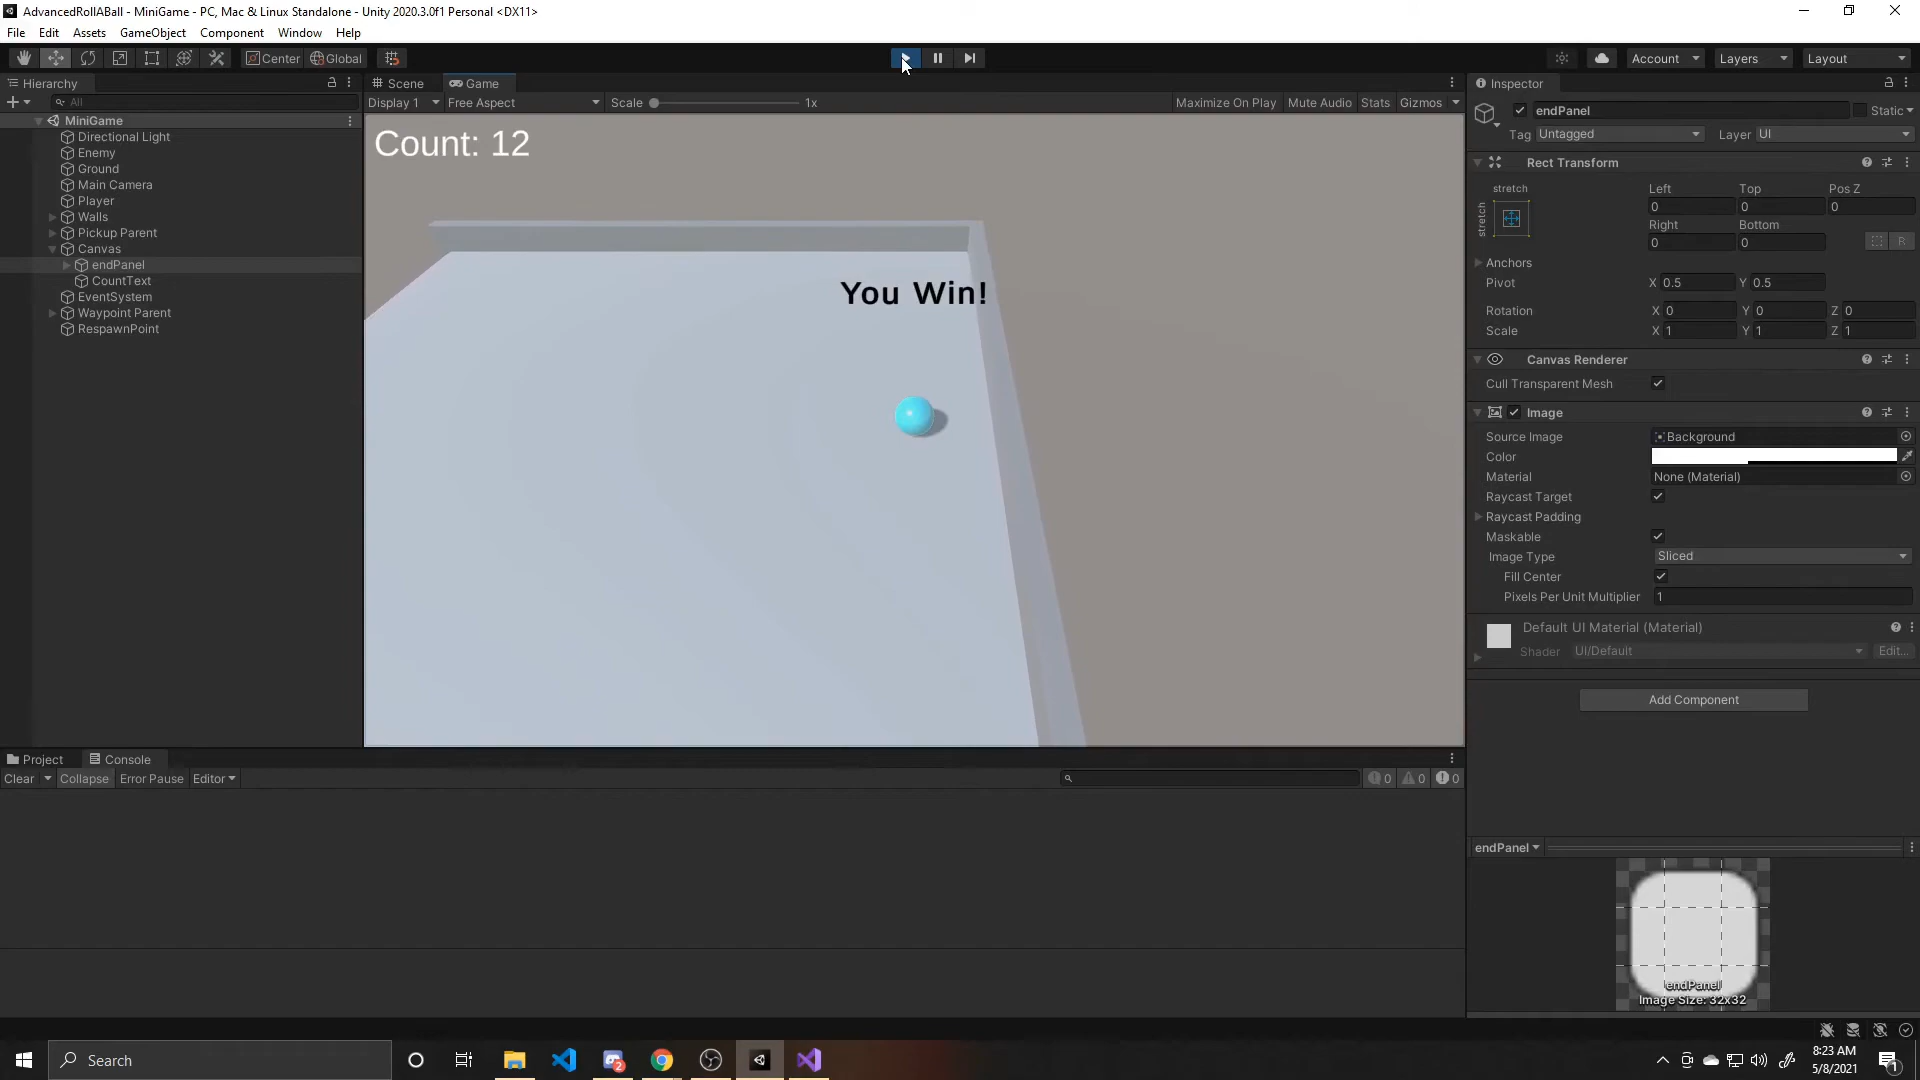 AdvancedRollABall - MiniGame - PC, Mac & Linux Standalone - Unity 2020.3.0f1 Personal <DX11>
File Edit Assets GameObject Component Window Help
Center Global
Account Layers Layout
Hierarchy
All
MiniGame
Directional Light
Enemy
Ground
Main Camera
Player
Walls
Pickup Parent
Canvas
endPanel
CountText
EventSystem
Waypoint Parent
RespawnPoint
Scene Game
Display 1 Free Aspect Scale 1x Maximize On Play Mute Audio Stats Gizmos
Count: 12
You Win!
Inspector
endPanel Static
Tag Untagged Layer UI
Rect Transform
stretch
stretch
Left Top Pos Z
0 0 0
Right Bottom
0 0
R
Anchors
Pivot X 0.5 Y 0.5
Rotation X 0 Y 0 Z 0
Scale X 1 Y 1 Z 1
Canvas Renderer
Cull Transparent Mesh
Image
Source Image Background
Color
Material None (Material)
Raycast Target
Raycast Padding
Maskable
Image Type Sliced
Fill Center
Pixels Per Unit Multiplier 1
Default UI Material (Material)
Shader UI/Default Edit...
Add Component
endPanel
endPanel
Image Size: 32x32
Project Console
Clear Collapse Error Pause Editor
0 0 0
Search
2
8:23 AM
5/8/2021
1